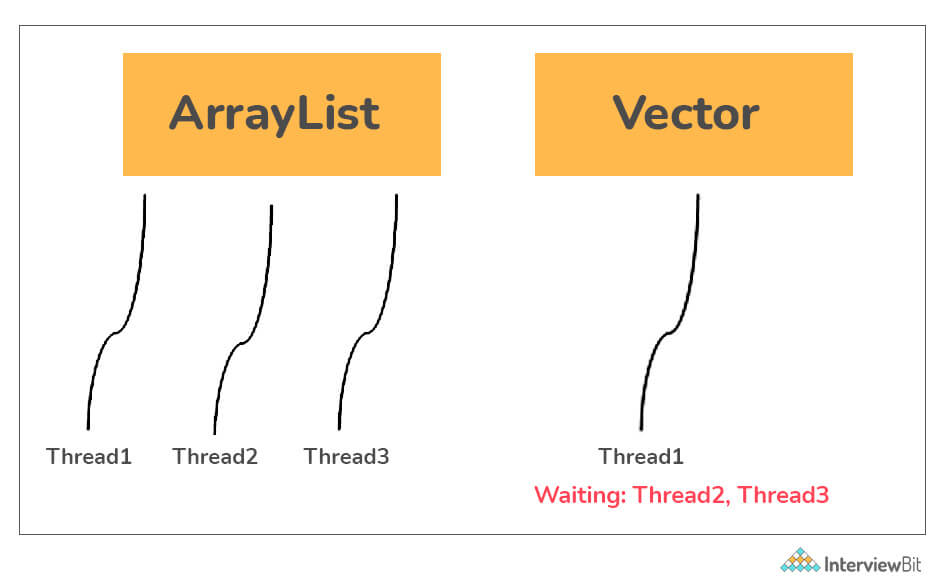 ArrayList
Vector
Thread1 Thread2 Thread3
Thread1
Waiting: Thread2, Thread3
InterviewBit